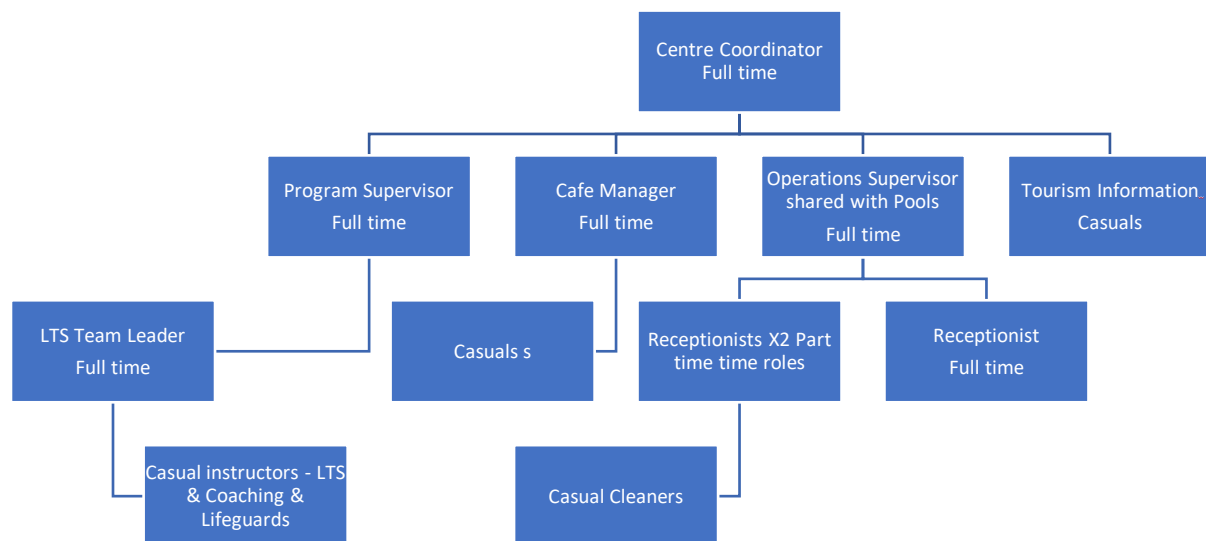 Centre Coordinator
Full time
Program Supervisor
Full time
Cafe Manager
Full time
Operations Supervisor
shared with Pools
Full time
Tourism Information
Casuals
LTS Team Leader
Full time
Casuals s
Receptionists X2 Part
time time roles
Receptionist
Full time
Casual instructors - LTS
& Coaching &
Lifeguards
Casual Cleaners